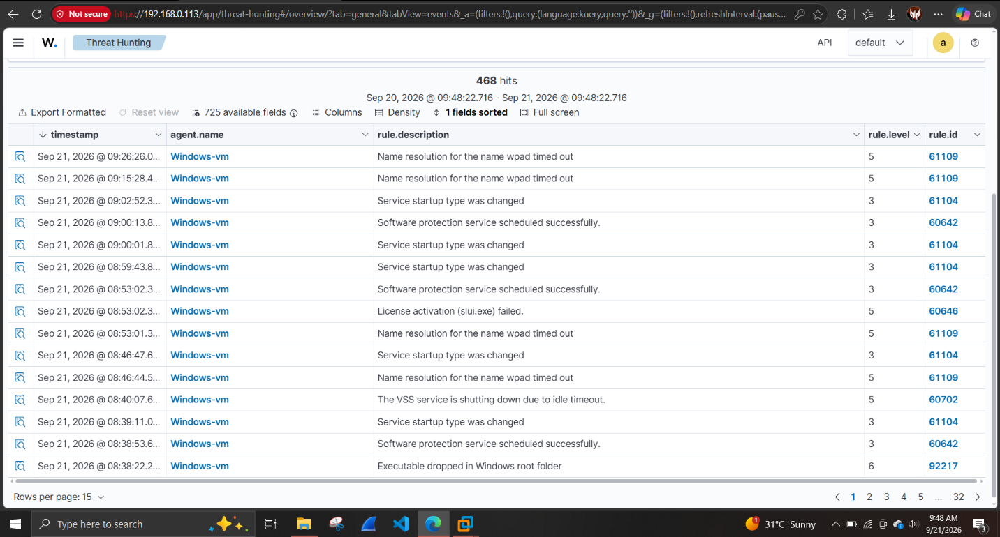 Not secure https://192.168.0.113/app/threat-hunting#/overview/?tab=general&tabView=events&_a=(filters:!(),query:(language:kuery,query:''))&_g=(filters:!(),refreshInterval:(paus... Chat
W. Threat Hunting API default a
468 hits
Sep 20, 2026 @ 09:48:22.716 - Sep 21, 2026 @ 09:48:22.716
Export Formatted Reset view 725 available fields Columns Density 1 fields sorted Full screen
timestamp agent.name rule.description rule.level rule.id
Sep 21, 2026 @ 09:26:26.0... Windows-vm Name resolution for the name wpad timed out 5 61109
Sep 21, 2026 @ 09:15:28.4... Windows-vm Name resolution for the name wpad timed out 5 61109
Sep 21, 2026 @ 09:02:52.3... Windows-vm Service startup type was changed 3 61104
Sep 21, 2026 @ 09:00:13.8... Windows-vm Software protection service scheduled successfully. 3 60642
Sep 21, 2026 @ 09:00:01.8... Windows-vm Service startup type was changed 3 61104
Sep 21, 2026 @ 08:59:43.8... Windows-vm Service startup type was changed 3 61104
Sep 21, 2026 @ 08:53:02.3... Windows-vm Software protection service scheduled successfully. 3 60642
Sep 21, 2026 @ 08:53:02.3... Windows-vm License activation (slui.exe) failed. 5 60646
Sep 21, 2026 @ 08:53:01.3... Windows-vm Name resolution for the name wpad timed out 5 61109
Sep 21, 2026 @ 08:46:47.6... Windows-vm Service startup type was changed 3 61104
Sep 21, 2026 @ 08:46:44.5... Windows-vm Name resolution for the name wpad timed out 5 61109
Sep 21, 2026 @ 08:40:07.6... Windows-vm The VSS service is shutting down due to idle timeout. 5 60702
Sep 21, 2026 @ 08:39:11.0... Windows-vm Service startup type was changed 3 61104
Sep 21, 2026 @ 08:38:53.6... Windows-vm Software protection service scheduled successfully. 3 60642
Sep 21, 2026 @ 08:38:22.2... Windows-vm Executable dropped in Windows root folder 6 92217
Rows per page: 15 1 2 3 4 5 ... 32
Type here to search 1 31°C Sunny 9:48 AM
9/21/2026 3